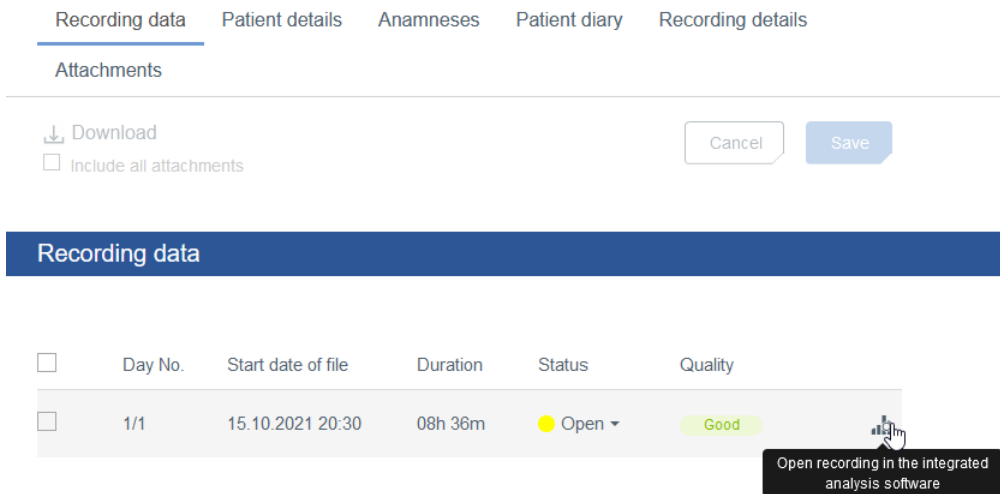 Recording data Patient details Anamneses Patient diary Recording details
Attachments
Download
Include all attachments
Cancel Save
Recording data
Day No. Start date of file Duration Status Quality
1/1 15.10.2021 20:30 08h 36m Open Good
Open recording in the integrated
analysis software